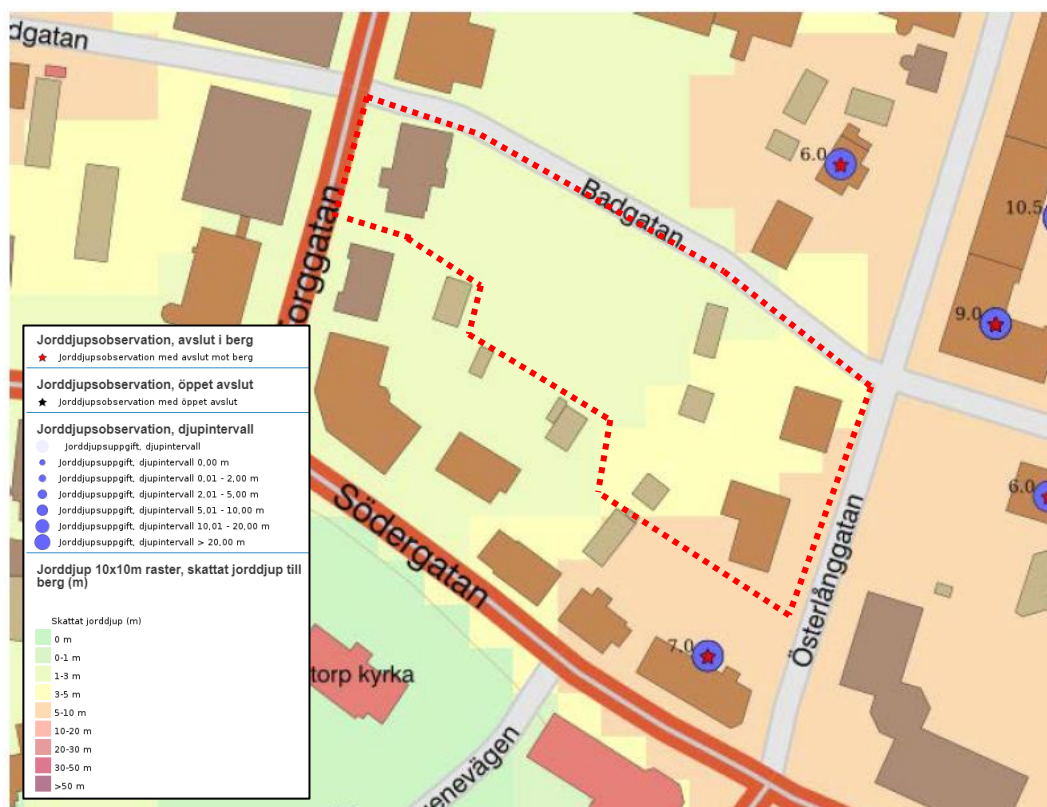 dgatan
Badgatan
orggatan
Södergatan
Österlånggatan
torp kyrka
enevägen
6.0
10.5
9.0
6.0
7.0
Jorddjupsobservation, avslut i berg
Jorddjupsobservation med avslut mot berg
Jorddjupsobservation, öppet avslut
Jorddjupsobservation med öppet avslut
Jorddjupsobservation, djupintervall
Jorddjupsuppgift, djupintervall
Jorddjupsuppgift, djupintervall 0,00 m
Jorddjupsuppgift, djupintervall 0,01 - 2,00 m
Jorddjupsuppgift, djupintervall 2,01 - 5,00 m
Jorddjupsuppgift, djupintervall 5,01 - 10,00 m
Jorddjupsuppgift, djupintervall 10,01 - 20,00 m
Jorddjupsuppgift, djupintervall > 20,00 m
Jorddjup 10x10m raster, skattat jorddjup till
berg (m)
Skattat jorddjup (m)
0 m
0-1 m
1-3 m
3-5 m
5-10 m
10-20 m
20-30 m
30-50 m
>50 m